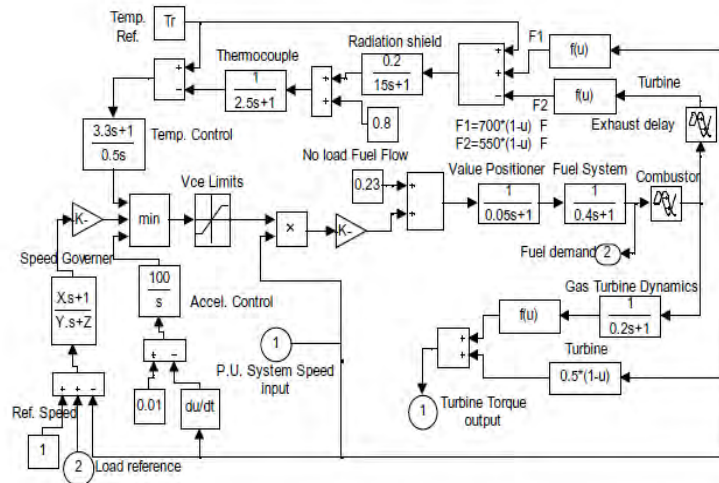 Temp.
Ref.
Tr
F1
f(u)
Radiation shield
Thermocouple
0.2
15s+1
1
2.5s+1
Turbine
f(u)
F2
Exhaust delay
3.3s+1
0.5s
Temp. Control
0.8
F1=700*(1-u) F
F2=550*(1-u) F
No load Fuel Flow
Value Positioner
Fuel System
Combustor
Vce Limits
0.23
1
0.05s+1
1
0.4s+1
K-
min
×
K-
Fuel demand
2
Speed Governer
100
s
Accel. Control
X.s+1
Y.s+Z
Gas Turbine Dynamics
f(u)
1
0.2s+1
1
P.U. System Speed
input
Turbine
0.5*(1-u)
Ref. Speed
0.01
du/dt
1
Turbine Torque
output
1
2
Load reference